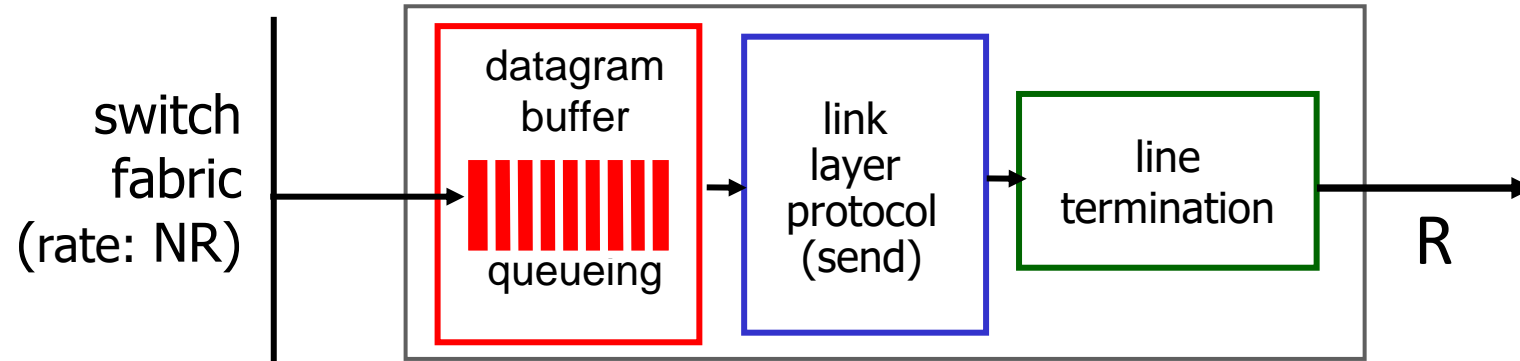 switch
fabric
(rate: NR)
datagram
buffer
queueing
link
layer
protocol
(send)
line
termination
R